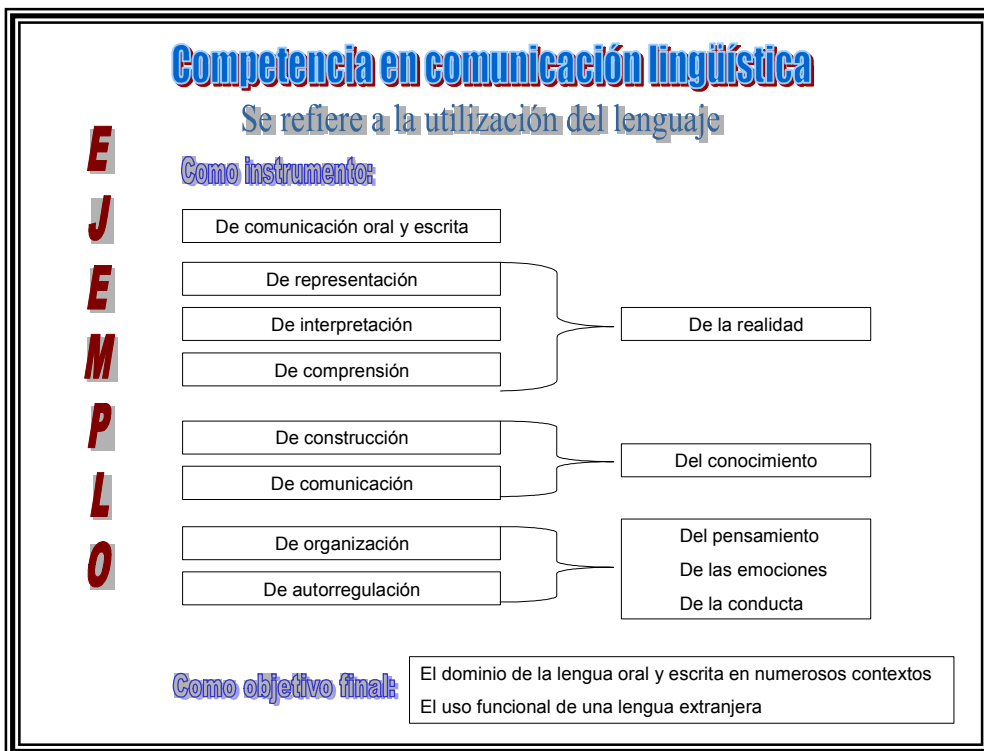 Competencia en comunicación lingüística
Se refiere a la utilización del lenguaje
EJEMPLO
Como instrumento:
De comunicación oral y escrita
De representación
De interpretación
De comprensión
De la realidad
De construcción
De comunicación
Del conocimiento
De organización
De autorregulación
Del pensamiento
De las emociones
De la conducta
Como objetivo final:
El dominio de la lengua oral y escrita en numerosos contextos
El uso funcional de una lengua extranjera